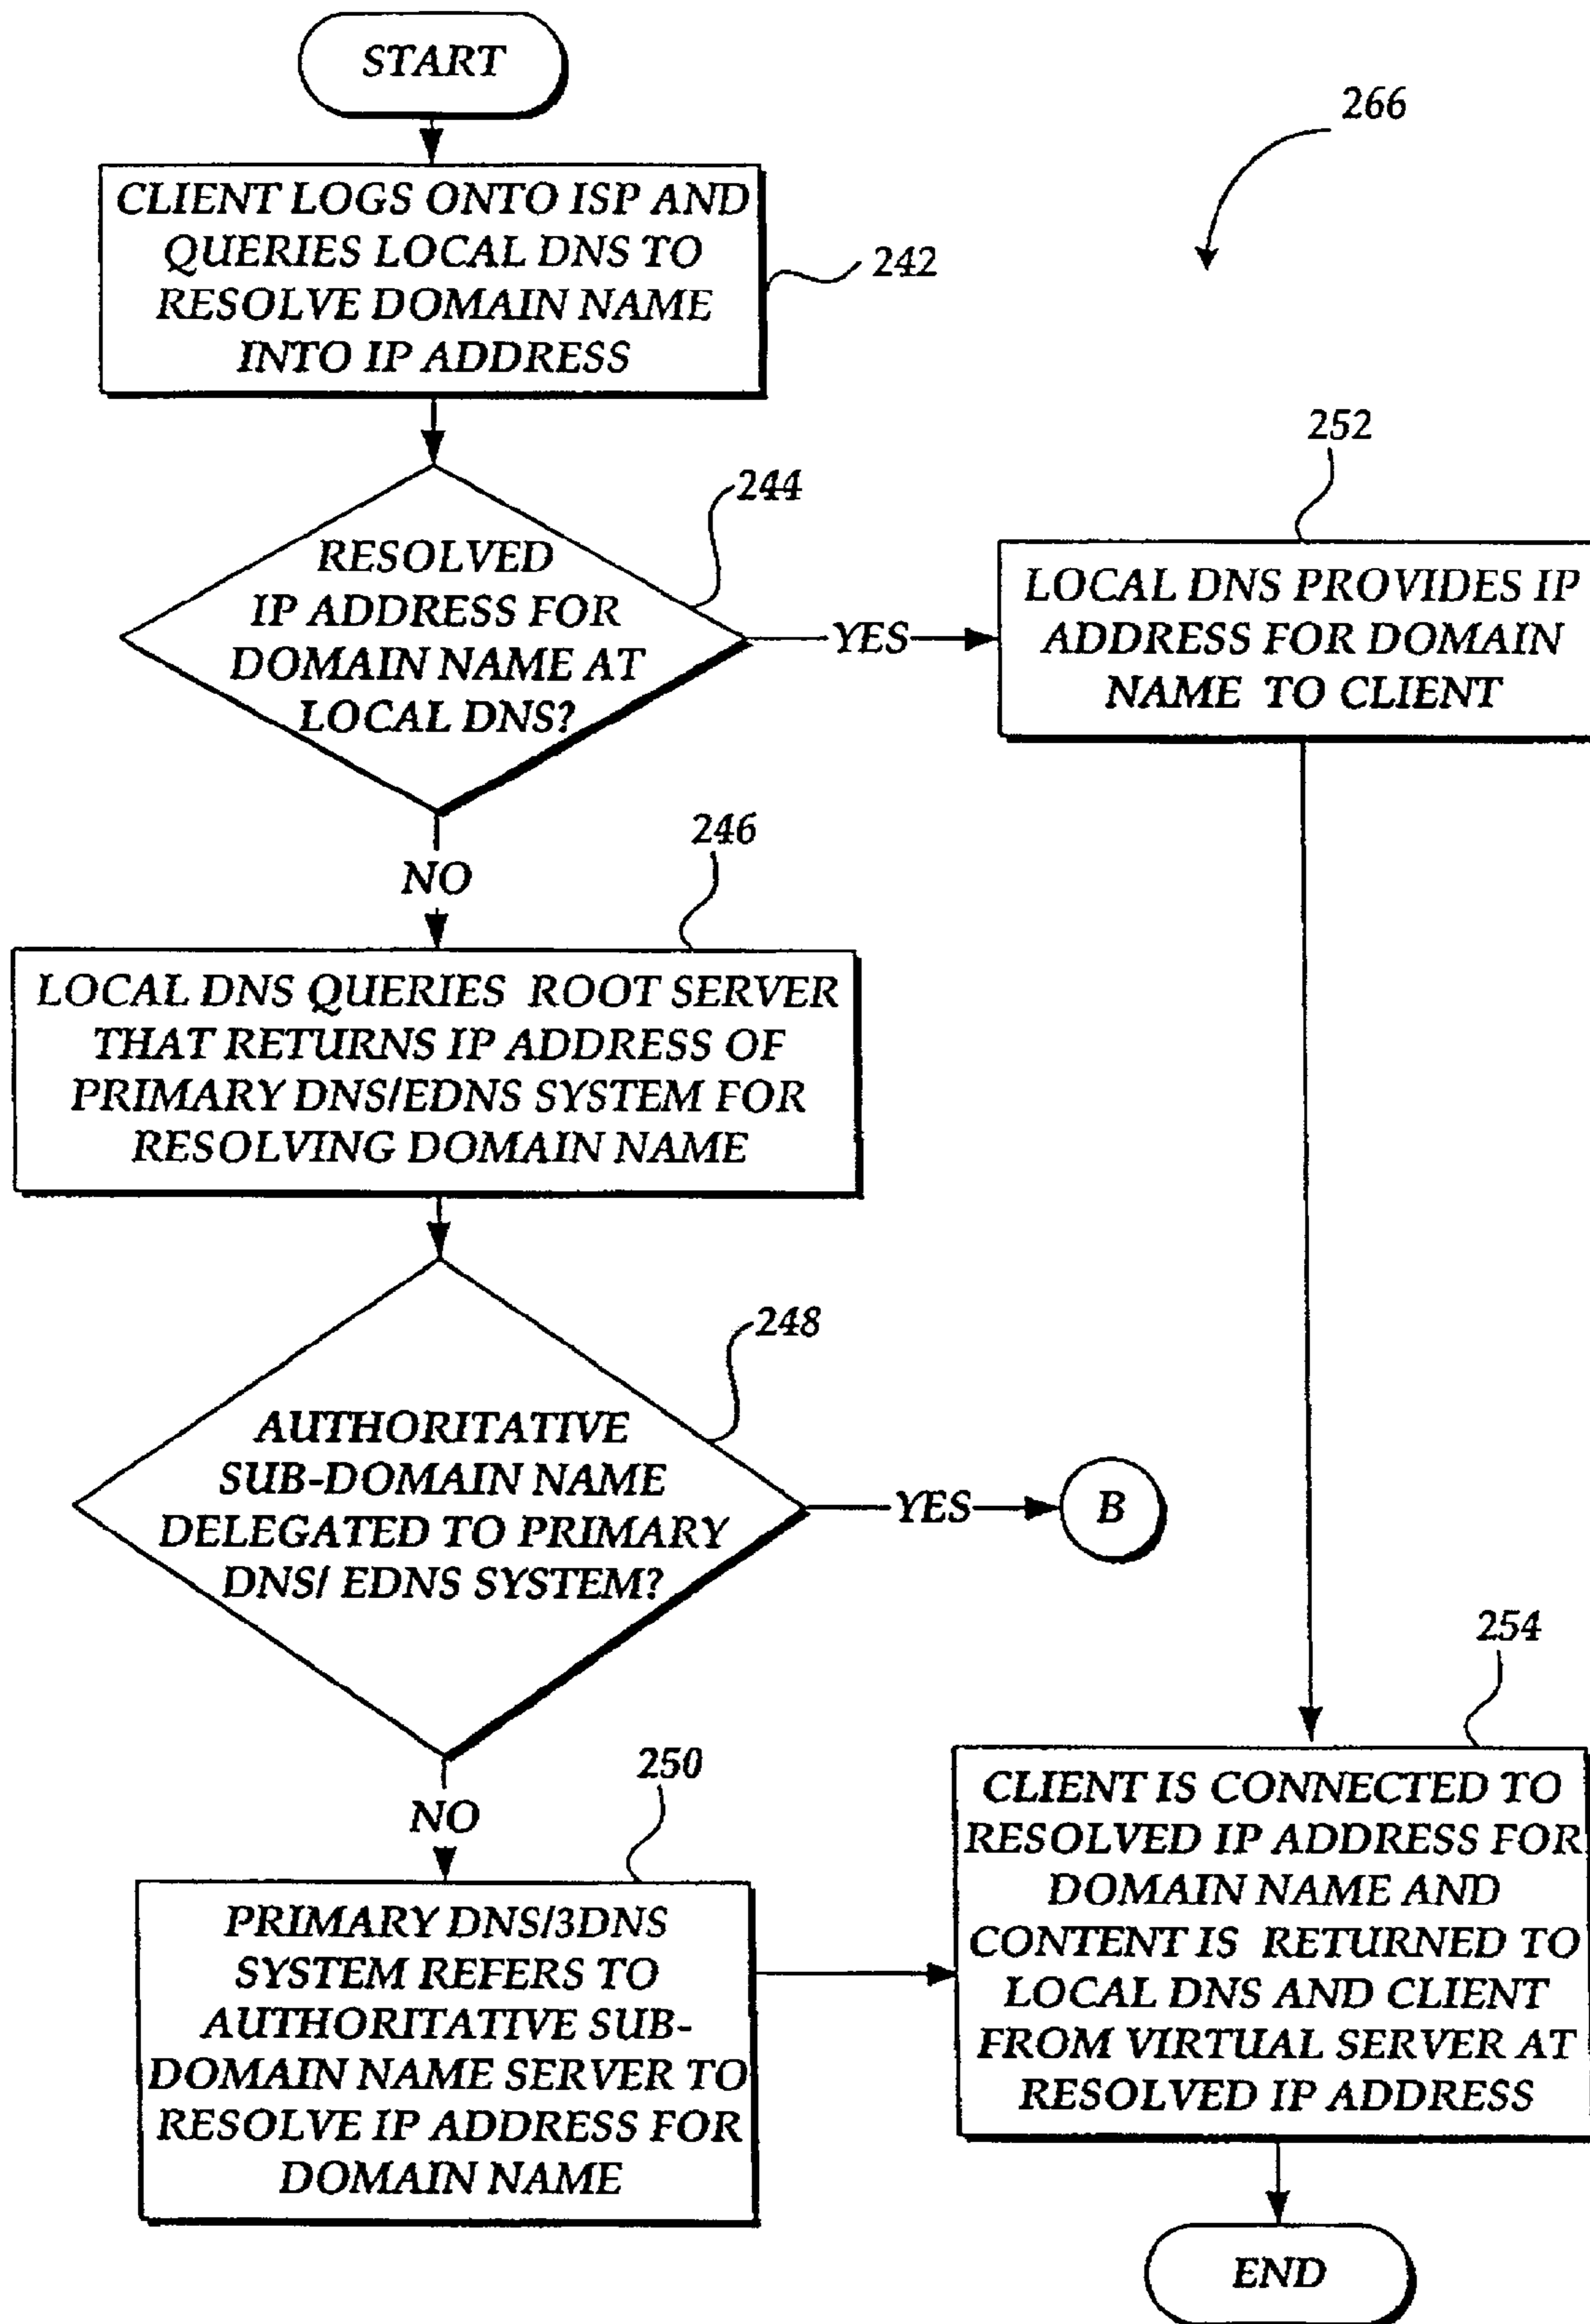 START
266
CLIENT LOGS ONTO ISP AND
QUERIES LOCAL DNS TO
RESOLVE DOMAIN NAME
INTO IP ADDRESS
242
244
RESOLVED
IP ADDRESS FOR
DOMAIN NAME AT
LOCAL DNS?
YES
252
LOCAL DNS PROVIDES IP
ADDRESS FOR DOMAIN
NAME TO CLIENT
NO
246
LOCAL DNS QUERIES ROOT SERVER
THAT RETURNS IP ADDRESS OF
PRIMARY DNS/EDNS SYSTEM FOR
RESOLVING DOMAIN NAME
248
AUTHORITATIVE
SUB-DOMAIN NAME
DELEGATED TO PRIMARY
DNS/ EDNS SYSTEM?
YES
B
NO
250
PRIMARY DNS/3DNS
SYSTEM REFERS TO
AUTHORITATIVE SUB-
DOMAIN NAME SERVER TO
RESOLVE IP ADDRESS FOR
DOMAIN NAME
254
CLIENT IS CONNECTED TO
RESOLVED IP ADDRESS FOR
DOMAIN NAME AND
CONTENT IS RETURNED TO
LOCAL DNS AND CLIENT
FROM VIRTUAL SERVER AT
RESOLVED IP ADDRESS
END